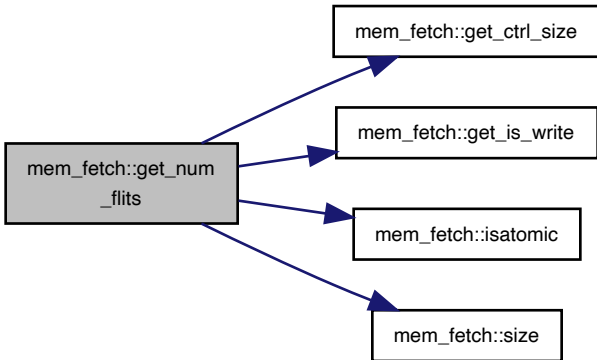 mem_fetch::get_ctrl_size
mem_fetch::get_is_write
mem_fetch::get_num
_flits
mem_fetch::isatomic
mem_fetch::size